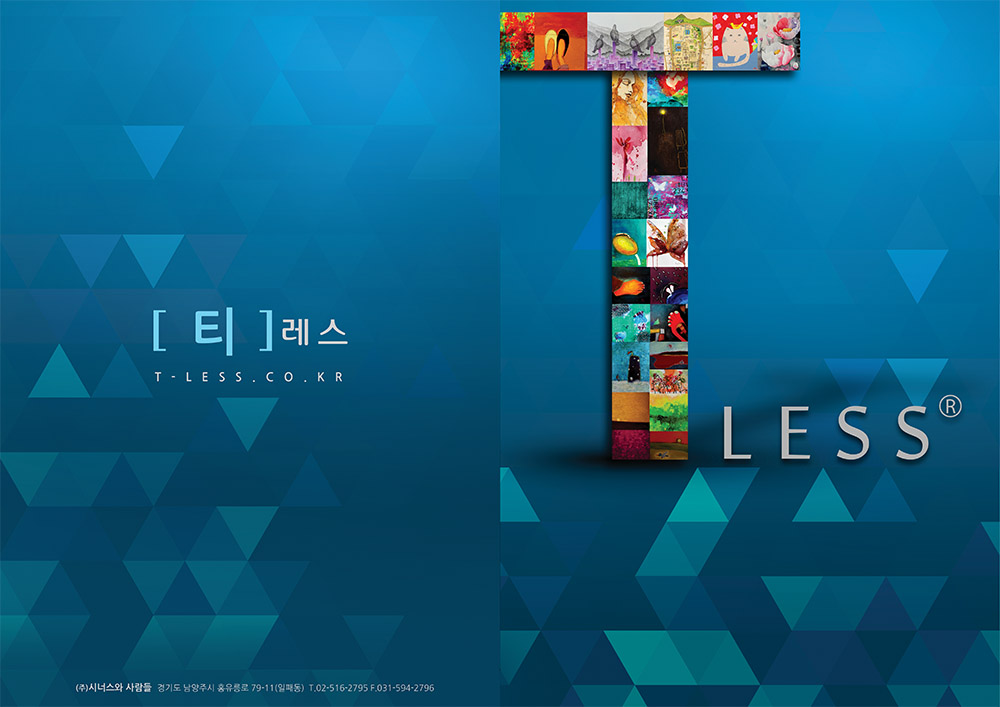 [ 티 ] 레스
T-LESS.CO.KR
(주)시너스와 사람들 경기도 남양주시 홍유릉로 79-11(일패동) T.02-516-2795 F.031-594-2796
T LESS®